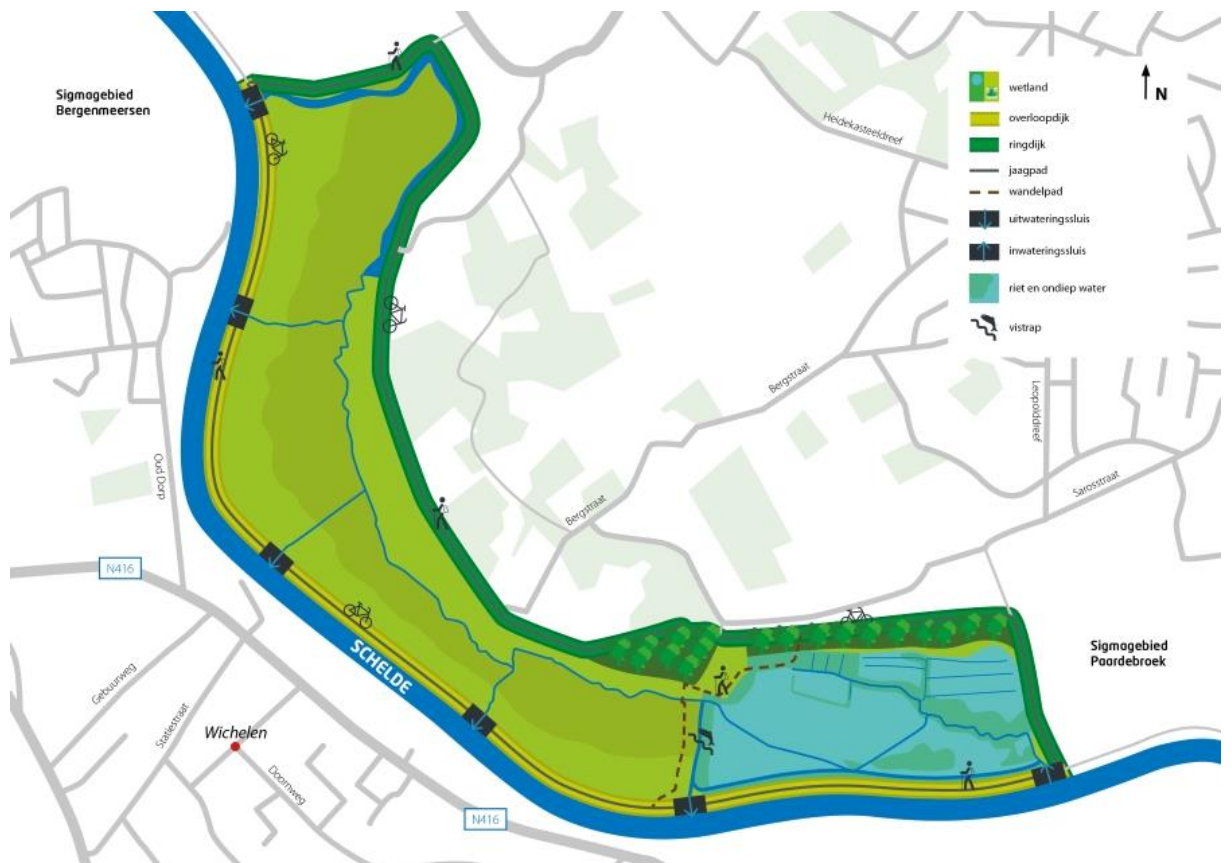 Sigmagebied
Bergenmeersen
N
wetland
overloopdijk
ringdijk
jaagpad
wandelpad
uitwateringssluis
inwateringssluis
riet en ondiep water
vistrap
Heidekasteeldreef
Bergstraat
Leopolddreef
Sarosstraat
Oud Dorp
Bergstraat
N416
SCHELDE
Gebuurweg
Statiestraat
Wichelen
Doornweg
N416
Sigmagebied
Paardebroek